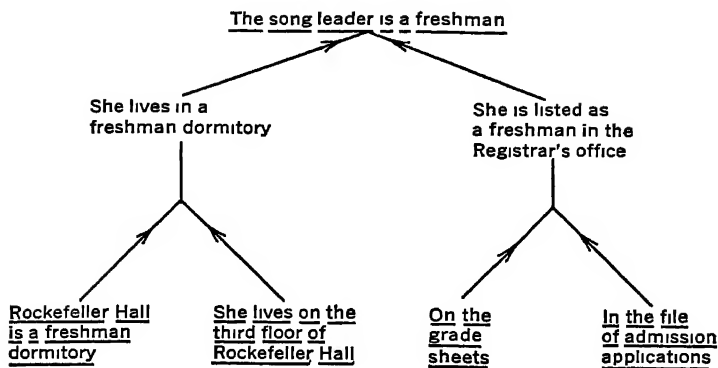 The song leader is a freshman
She lives in a
freshman dormitory
She is listed as
a freshman in the
Registrar's office
Rockefeller Hall
is a freshman
dormitory
She lives on the
third floor of
Rockefeller Hall
On the
grade
sheets
In the file
of admission
applications